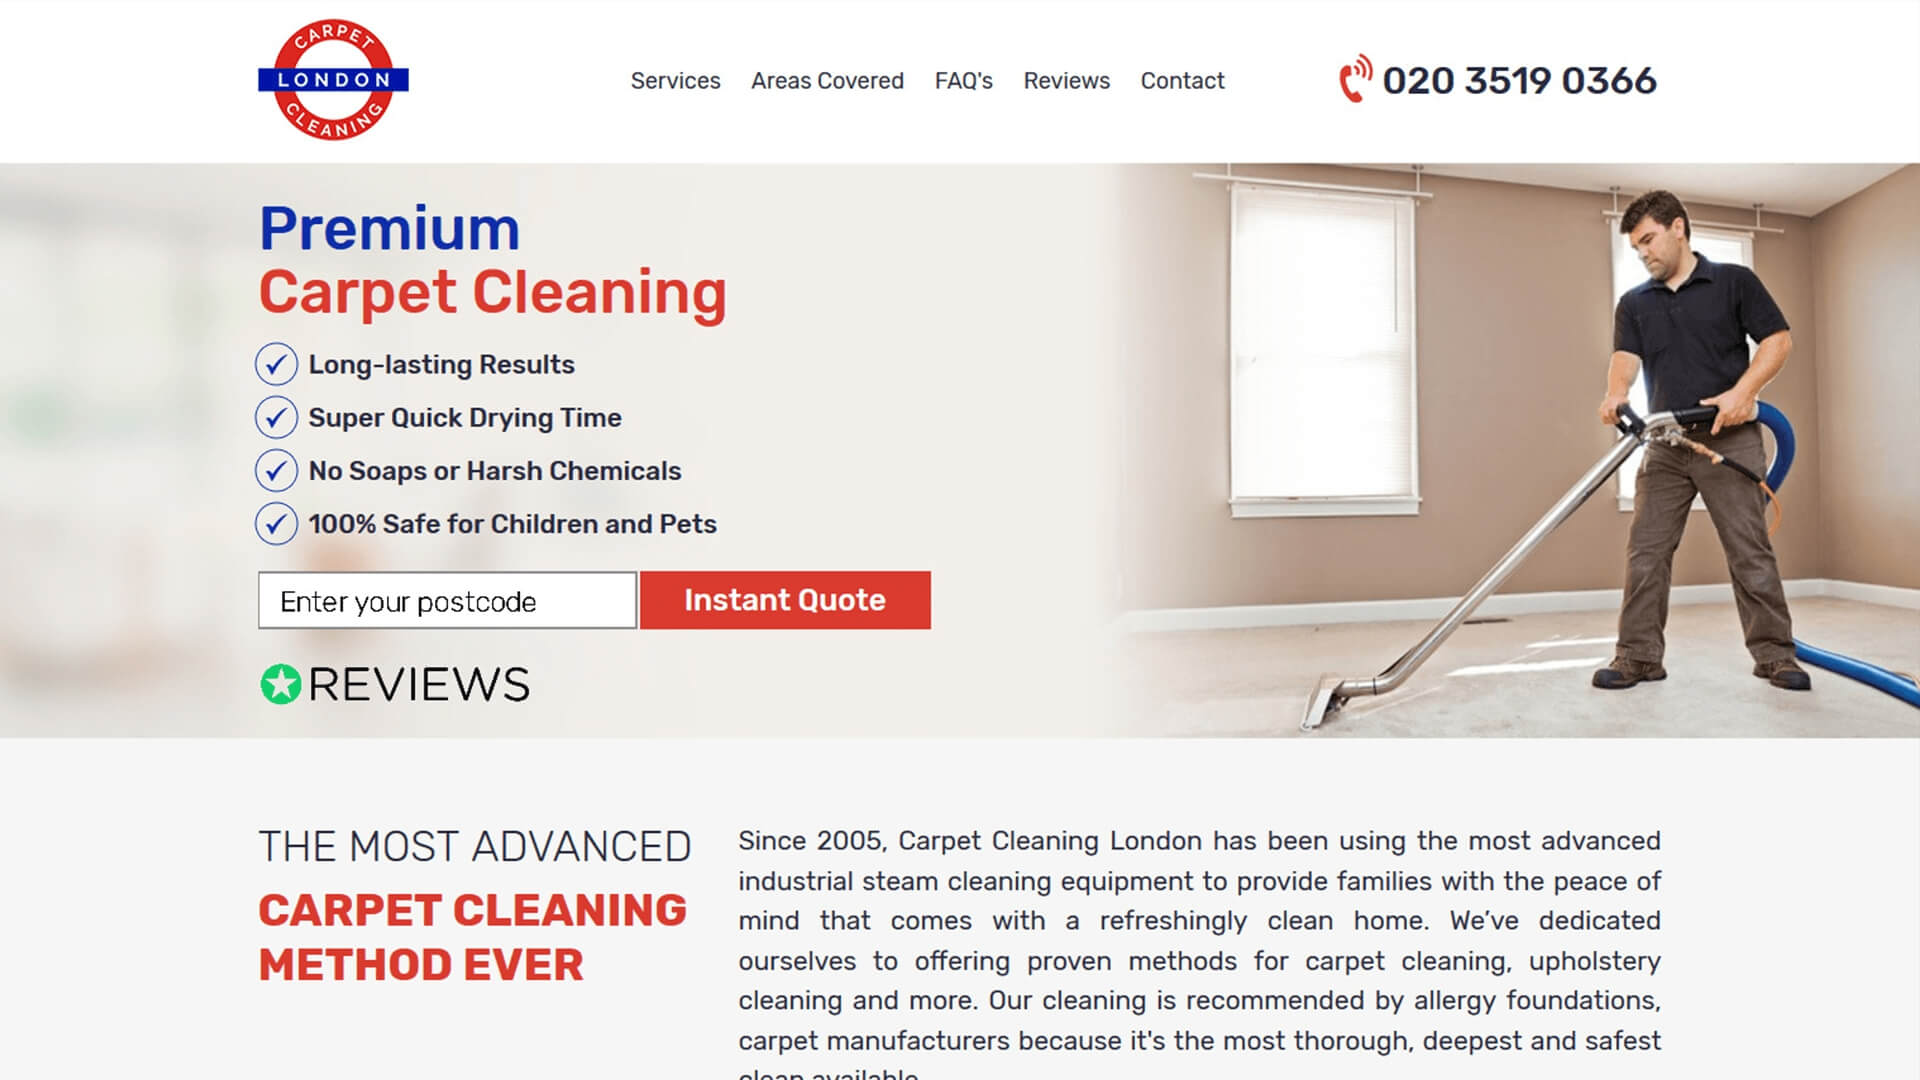 CARPET
LONDON
CLEANING
Services Areas Covered FAQ's Reviews Contact
020 3519 0366
Premium
Carpet Cleaning
Long-lasting Results
Super Quick Drying Time
No Soaps or Harsh Chemicals
100% Safe for Children and Pets
Enter your postcode Instant Quote
REVIEWS
THE MOST ADVANCED
CARPET CLEANING
METHOD EVER
Since 2005, Carpet Cleaning London has been using the most advanced
industrial steam cleaning equipment to provide families with the peace of
mind that comes with a refreshingly clean home. We’ve dedicated
ourselves to offering proven methods for carpet cleaning, upholstery
cleaning and more. Our cleaning is recommended by allergy foundations,
carpet manufacturers because it's the most thorough, deepest and safest
clean available